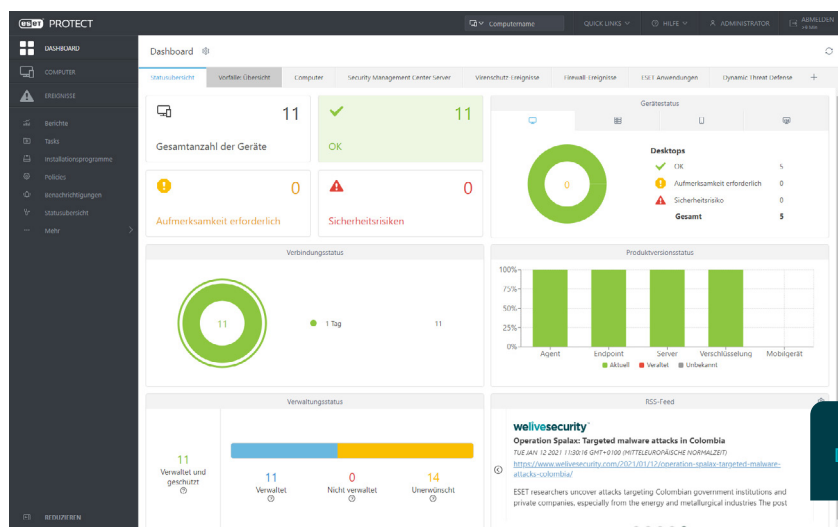 eset PROTECT
Computername
QUICK LINKS
HILFE
ADMINISTRATOR
ABMELDEN
DASHBOARD
COMPUTER
EREIGNISSE
Berichte
Tasks
Installationsprogramme
Policies
Benachrichtigungen
Statusübersicht
Mehr
REDUZIEREN
Dashboard
Statusübersicht
Vorfälle: Übersicht
Computer
Security Management Center Server
Virenschutz-Ereignisse
Firewall-Ereignisse
ESET Anwendungen
Dynamic Threat Defense
11
Gesamtanzahl der Geräte
11
OK
0
Aufmerksamkeit erforderlich
0
Sicherheitsrisiken
Gerätestatus
0
Desktops
OK 5
Aufmerksamkeit erforderlich 0
Sicherheitsrisiko 0
Gesamt 5
Verbindungsstatus
11
1 Tag 11
Produktversionsstatus
100%
75%
50%
25%
0%
Agent Endpoint Server Verschlüsselung Mobilgerät
Aktuell Veraltet Unbekannt
Verwaltungsstatus
11
Verwaltet und
geschützt
11 0 14
Verwaltet Nicht verwaltet Unerwünscht
RSS-Feed
welivesecurity
Operation Spalax: Targeted malware attacks in Colombia
TUE JAN 12 2021 11:30:16 GMT+0100 (MITTELEUROPÄISCHE NORMALZEIT)
https://www.welivesecurity.com/2021/01/12/operation-spalax-targeted-malware-
attacks-colombia/
ESET researchers uncover attacks targeting Colombian government institutions and
private companies, especially from the energy and metallurgical industries The post